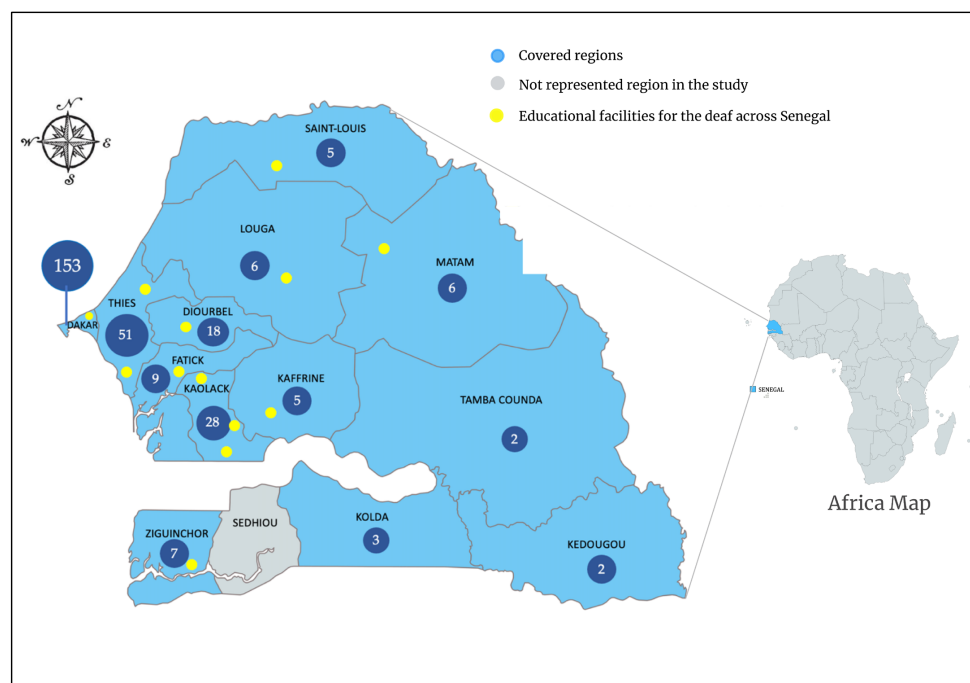 Covered regions
Not represented region in the study
Educational facilities for the deaf across Senegal
N
W
E
S
SAINT-LOUIS
5
LOUGA
6
MATAM
6
153
THIES
51
DAKAR
DIOURBEL
18
FATICK
9
KAOLACK
28
KAFFRINE
5
TAMBA COUNDA
2
SENEGAL
Africa Map
ZIGUINCHOR
7
SEDHIOU
KOLDA
3
KEDOUGOU
2